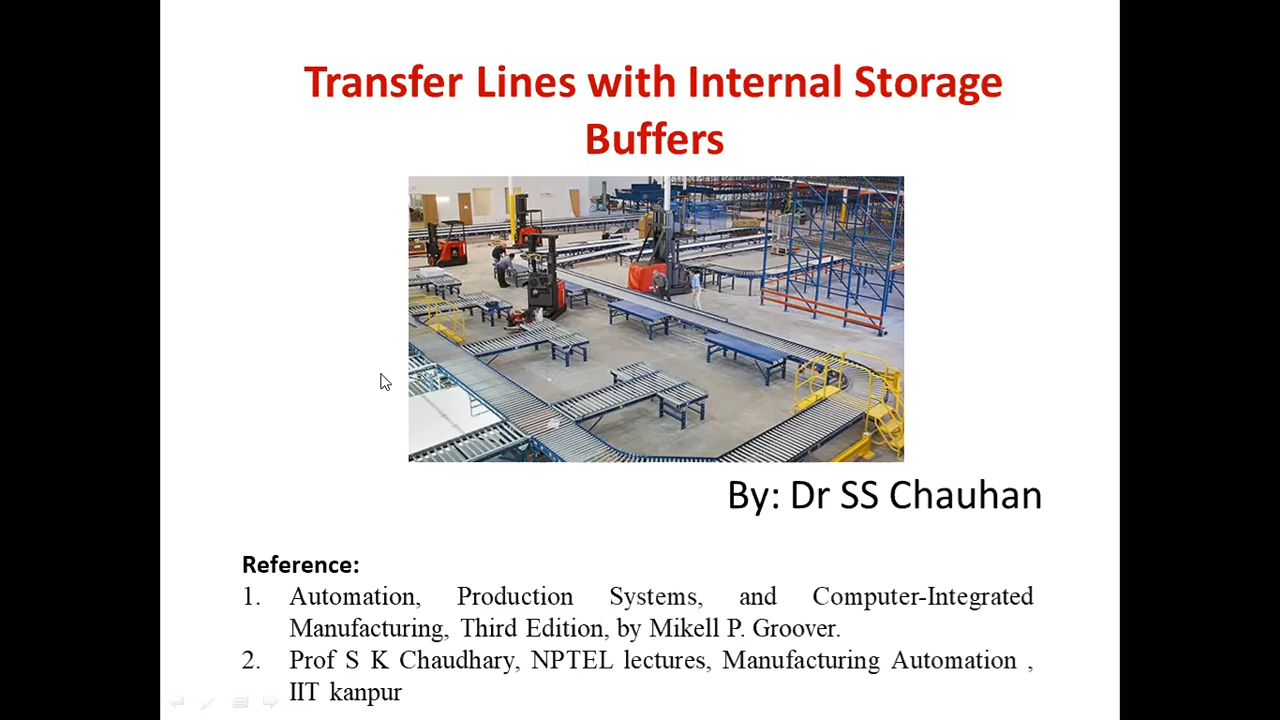 Transfer Lines with Internal Storage
Buffers
By: Dr SS Chauhan
Reference:
1. Automation, Production Systems, and Computer-Integrated
Manufacturing, Third Edition, by Mikell P. Groover.
2. Prof S K Chaudhary, NPTEL lectures, Manufacturing Automation ,
IIT kanpur